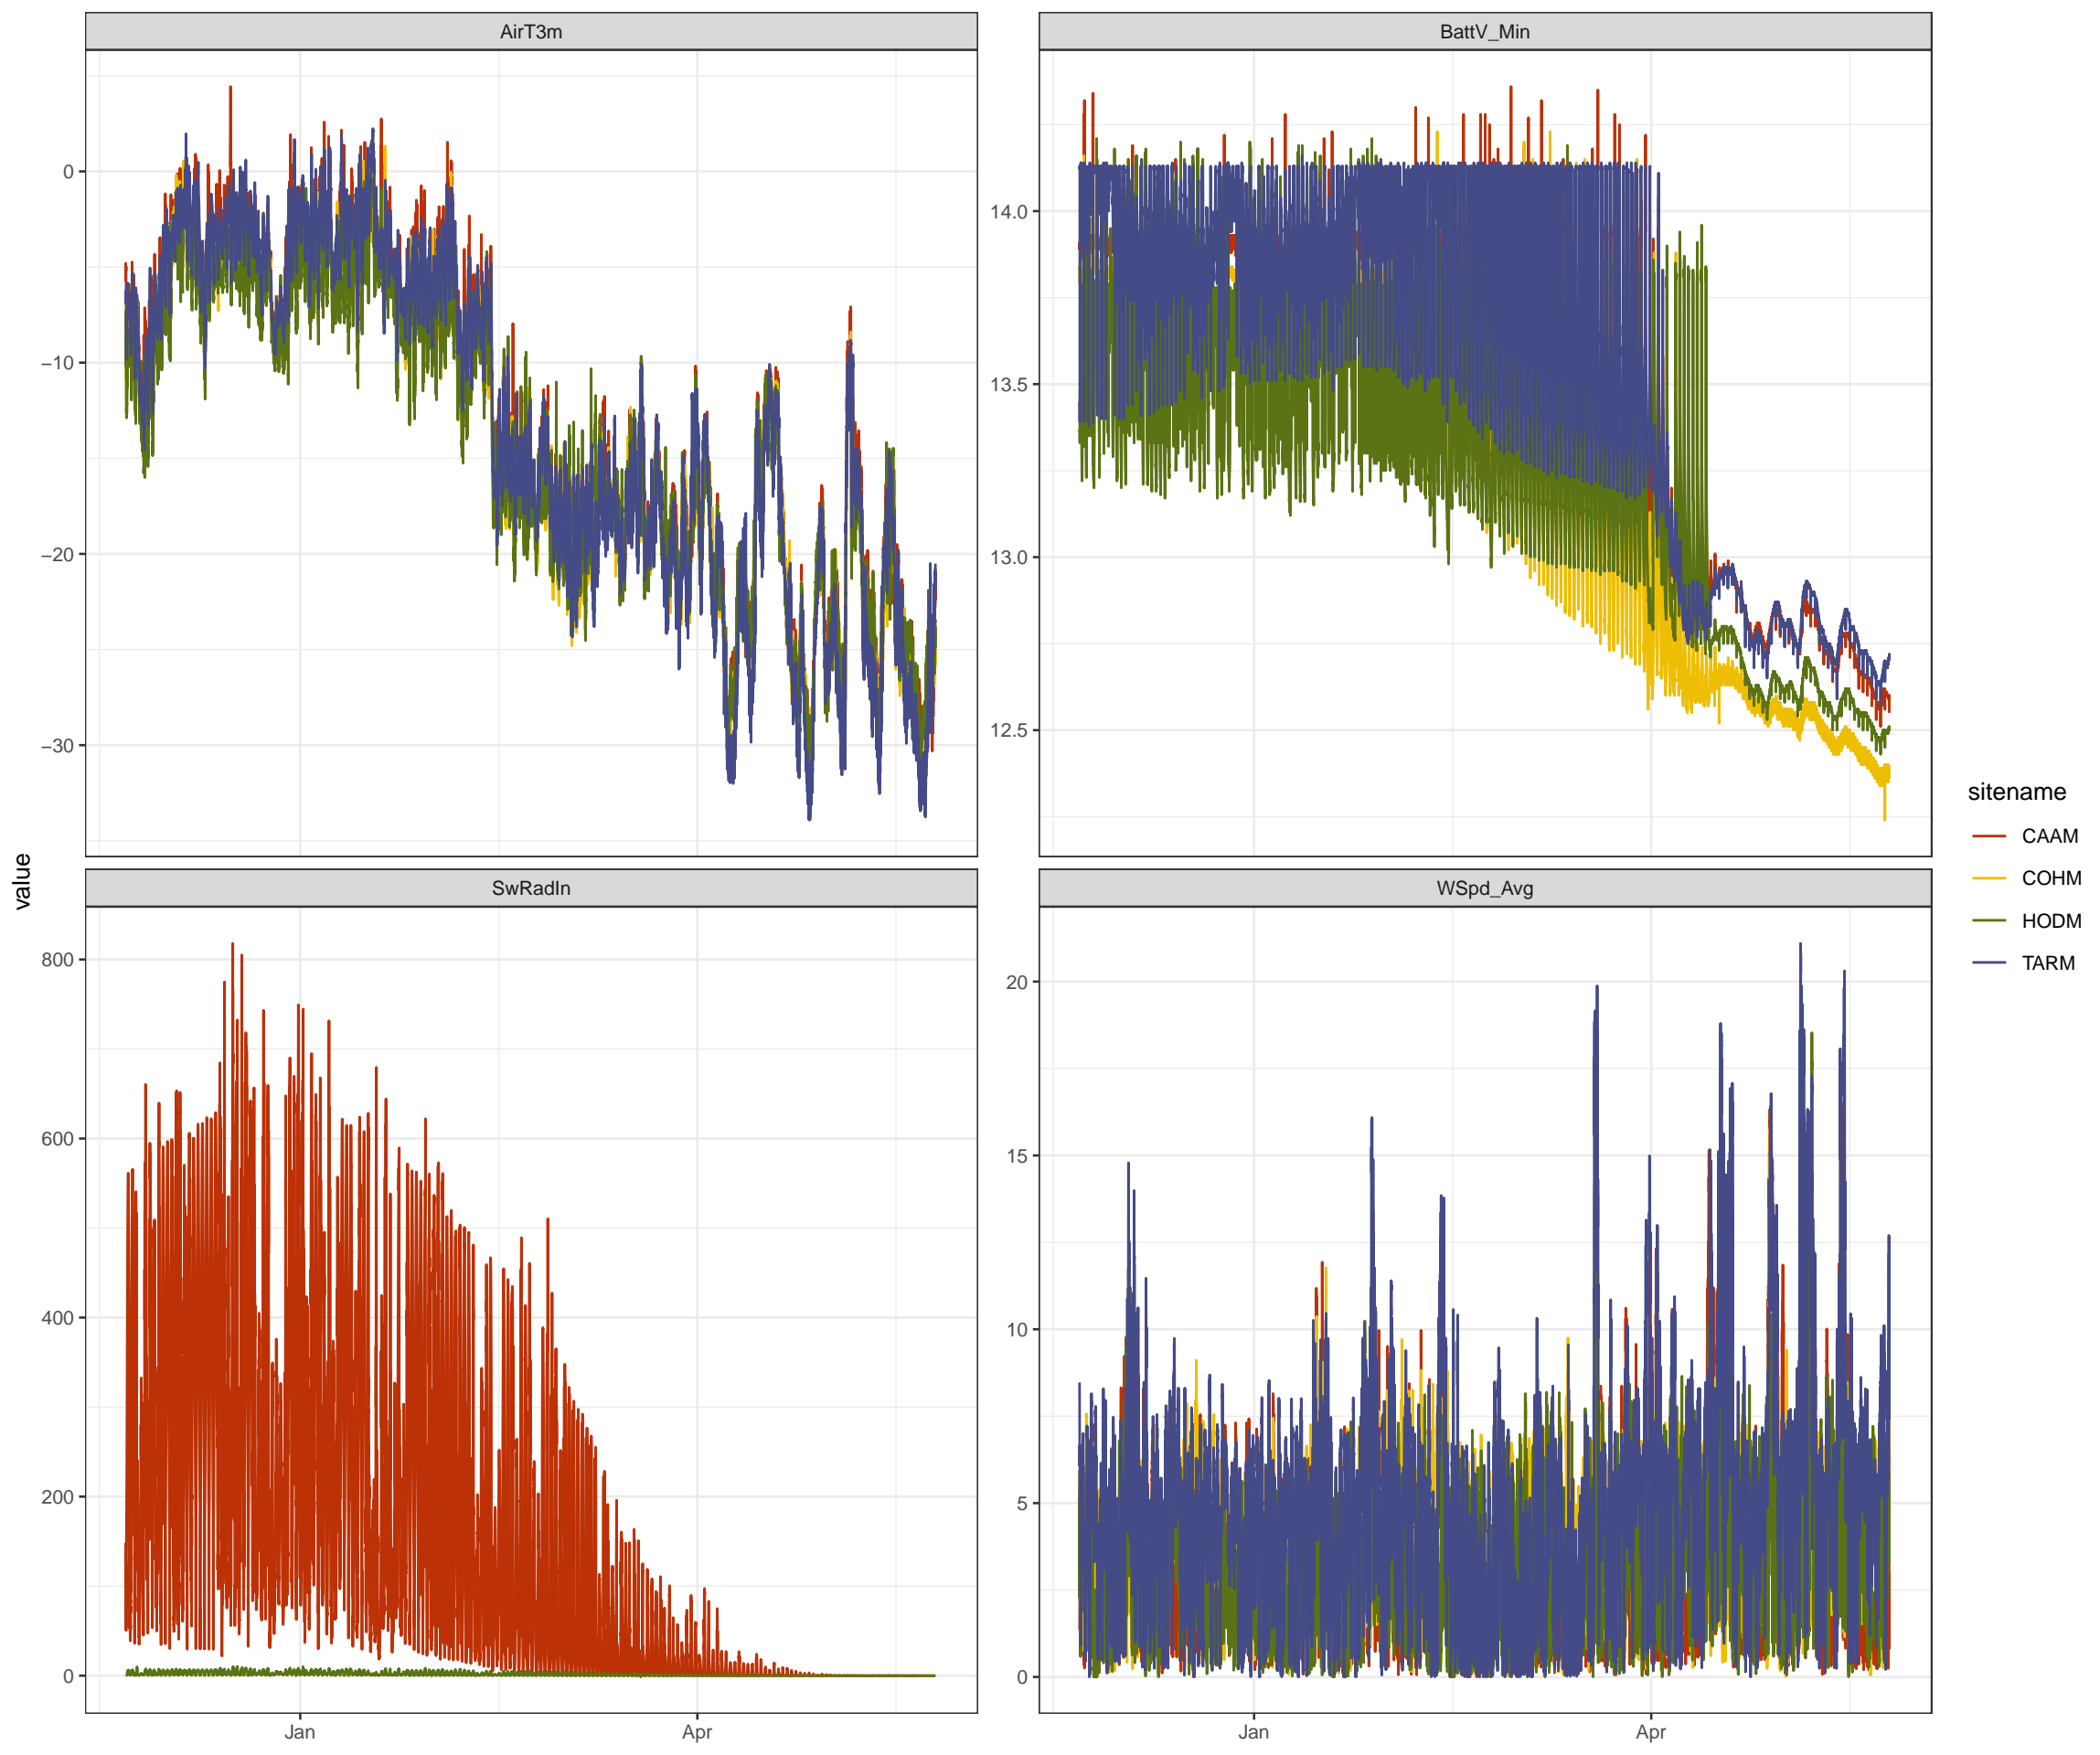 AirT3m
BattV_Min
0
−10
−20
−30
14.0
13.5
13.0
12.5
value
SwRadIn
WSpd_Avg
800
600
400
200
0
20
15
10
5
0
Jan
Apr
Jan
Apr
sitename
CAAM
COHM
HODM
TARM